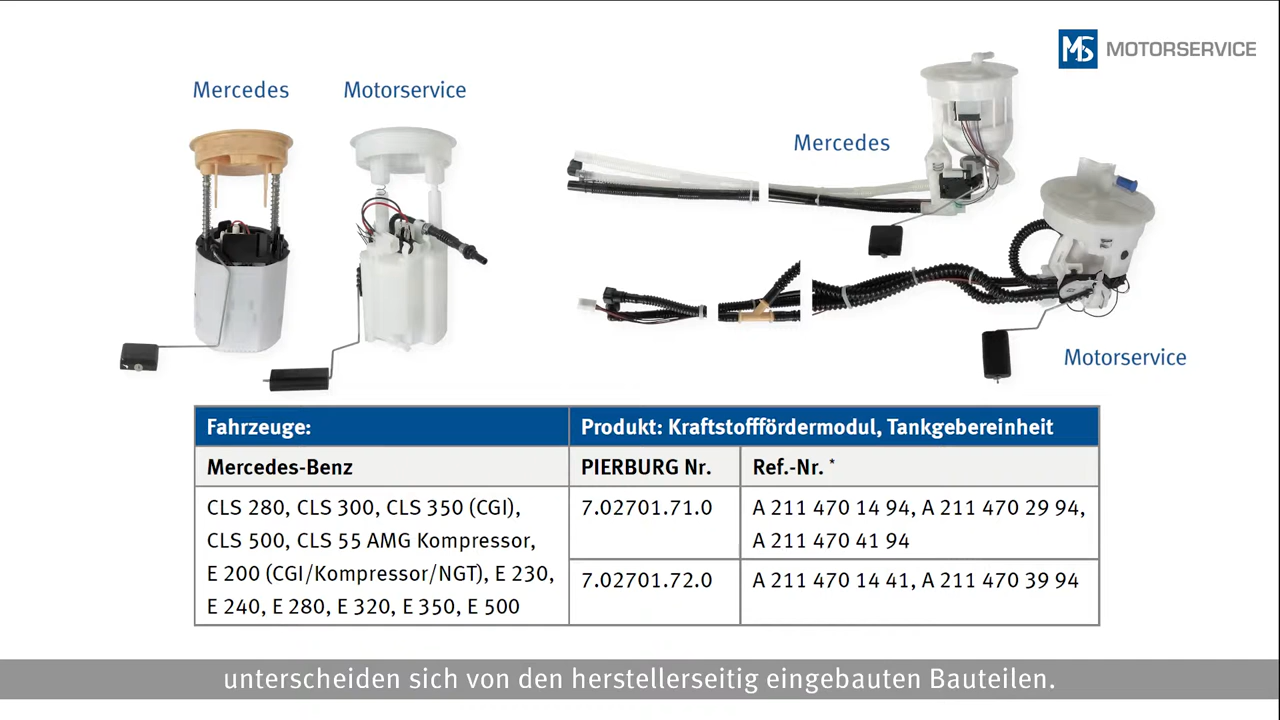 MS MOTORSERVICE
Mercedes
Motorservice
Mercedes
Motorservice
Fahrzeuge:
Produkt: Kraftstofffördermodul, Tankgebereinheit
Mercedes-Benz
PIERBURG Nr.
Ref.-Nr. *
CLS 280, CLS 300, CLS 350 (CGI),
CLS 500, CLS 55 AMG Kompressor,
E 200 (CGI/Kompressor/NGT), E 230,
E 240, E 280, E 320, E 350, E 500
7.02701.71.0
A 211 470 14 94, A 211 470 29 94,
A 211 470 41 94
7.02701.72.0
A 211 470 14 41, A 211 470 39 94
unterscheiden sich von den herstellerseitig eingebauten Bauteilen.